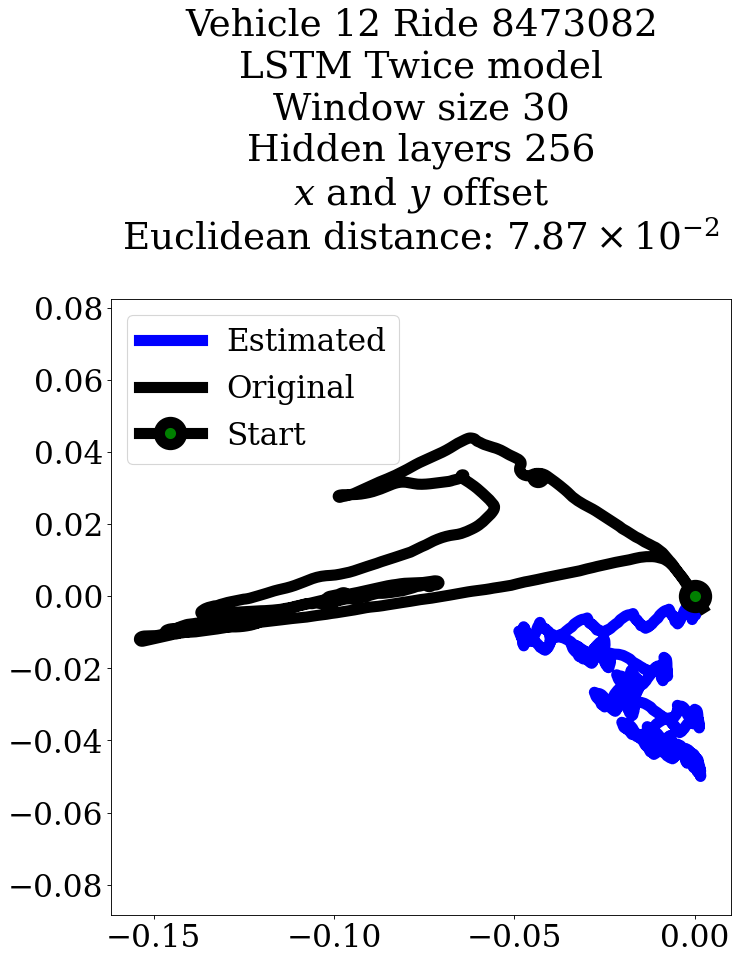 Vehicle 12 Ride 8473082
LSTM Twice model
Window size 30
Hidden layers 256
x and y offset
Euclidean distance: 7.87 × 10⁻²
Estimated
Original
Start
0.08
0.06
0.04
0.02
0.00
−0.02
−0.04
−0.06
−0.08
−0.15 −0.10 −0.05 0.00